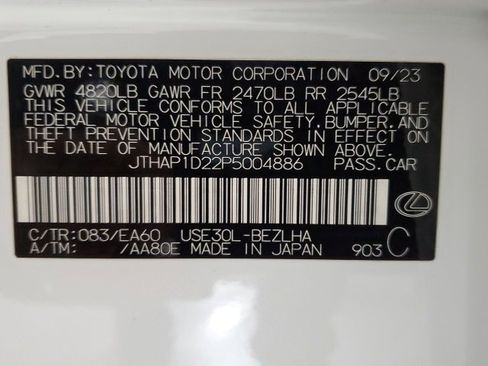 MFD.BY:TOYOTA MOTOR CORPORATION 09/23
GVWR 4820LB GAWR FR 2470LB RR 2545LB
THIS VEHICLE CONFORMS TO ALL APPLICABLE
FEDERAL MOTOR VEHICLE SAFETY, BUMPER, AND
THEFT PREVENTION STANDARDS IN EFFECT ON
THE DATE OF MANUFACTURE SHOWN ABOVE.
JTHAP1D22P5004886 PASS.CAR
C/TR:083/EA60 USE30L-BEZLHA
A/TM: /AA80E MADE IN JAPAN 903 C